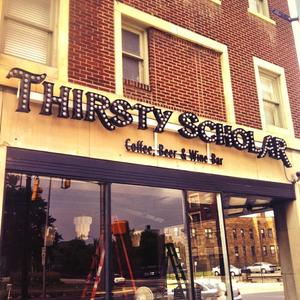 THIRSTY SCHOLAR
Coffee, Beer & Wine Bar